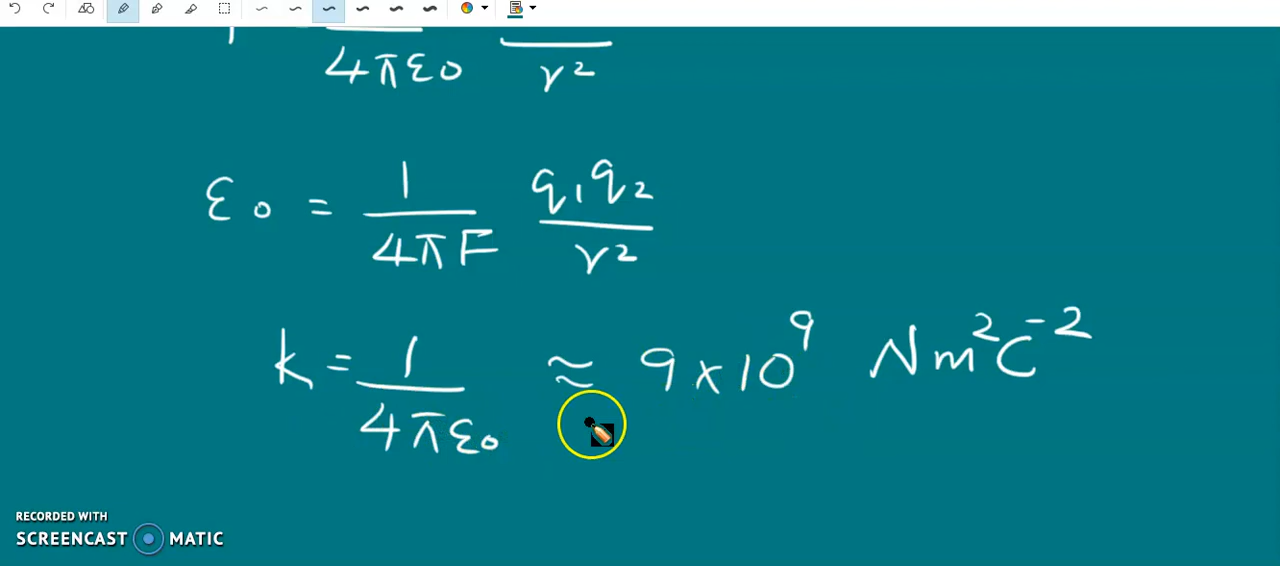 4πε0 r²
ε0 = 1/4πF q1q2/r²
k = 1/4πε0 ≈ 9×10⁹ Nm²C⁻²
RECORDED WITH
SCREENCAST MATIC